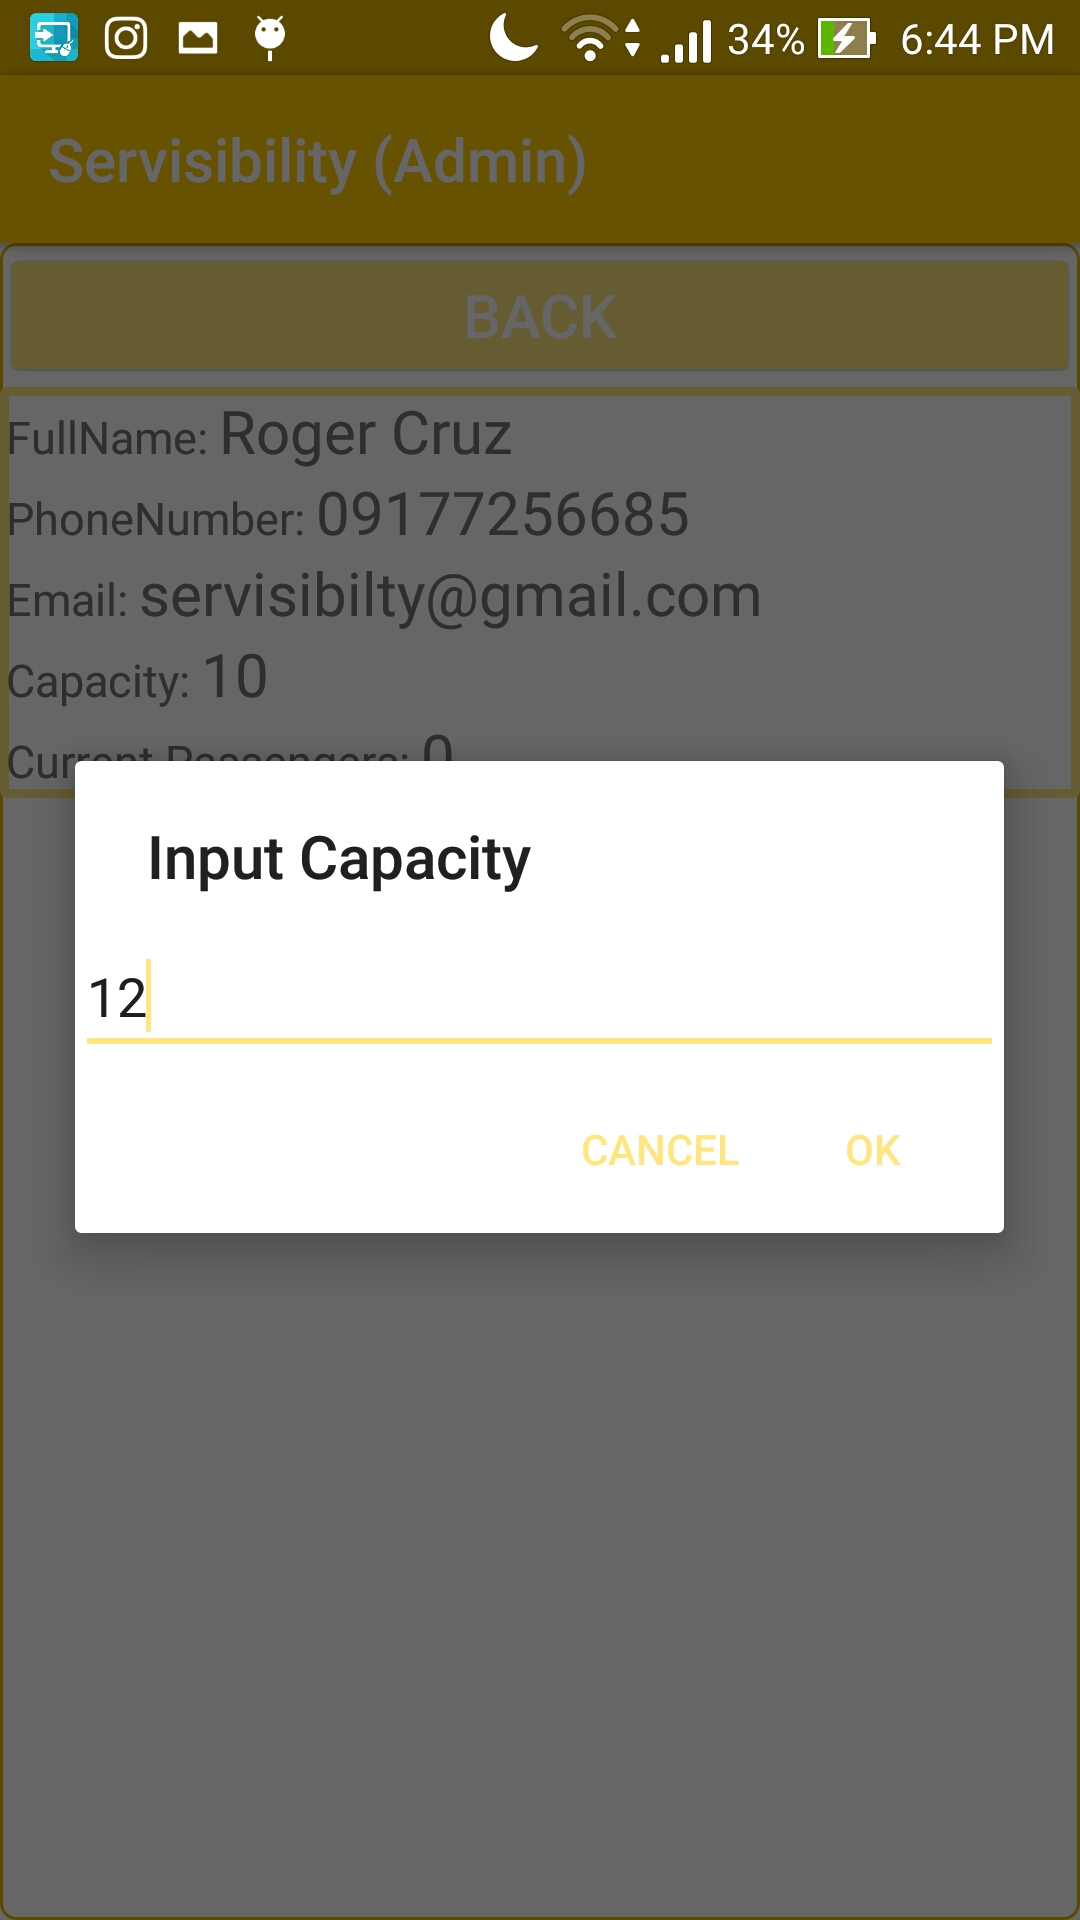 34% 6:44 PM
Servisibility (Admin)
BACK
FullName: Roger Cruz
PhoneNumber: 09177256685
Email: servisibilty@gmail.com
Capacity: 10
Current Passengers: 0
Input Capacity
12
CANCEL OK